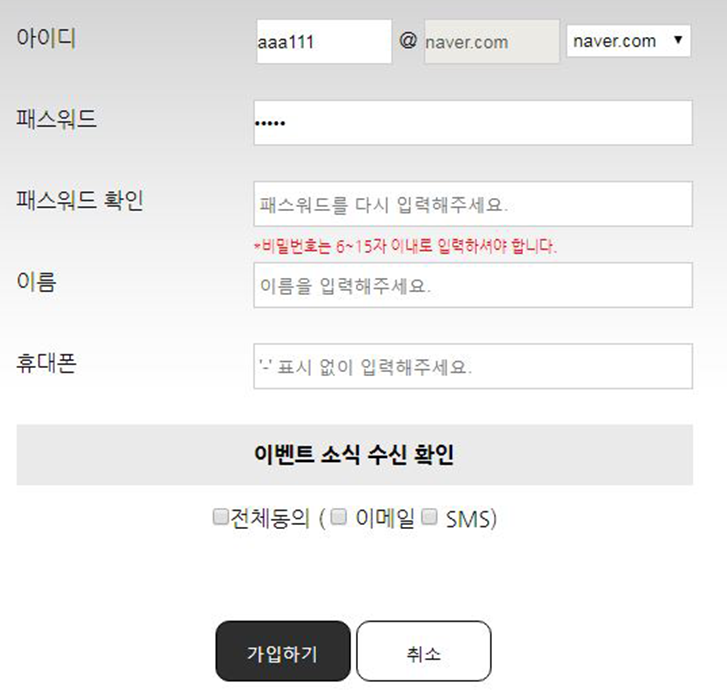 아이디 aaa111 @ naver.com naver.com ▼
패스워드 •••••
패스워드 확인 패스워드를 다시 입력해주세요.
*비밀번호는 6~15자 이내로 입력하셔야 합니다.
이름 이름을 입력해주세요.
휴대폰 '-' 표시 없이 입력해주세요.
이벤트 소식 수신 확인
전체동의 ( 이메일 SMS)
가입하기 취소